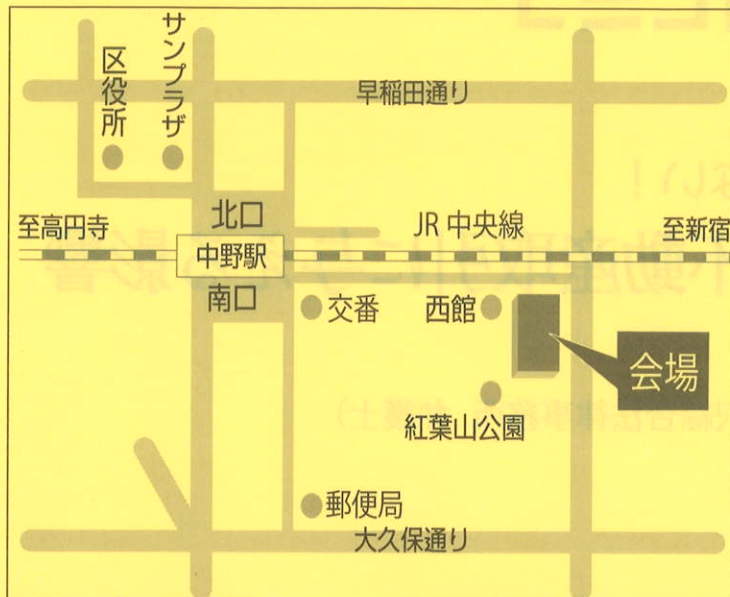 サンプラザ
区役所
早稲田通り
北口
JR 中央線
至高円寺
中野駅
至新宿
南口
交番
西館
会場
紅葉山公園
郵便局
大久保通り